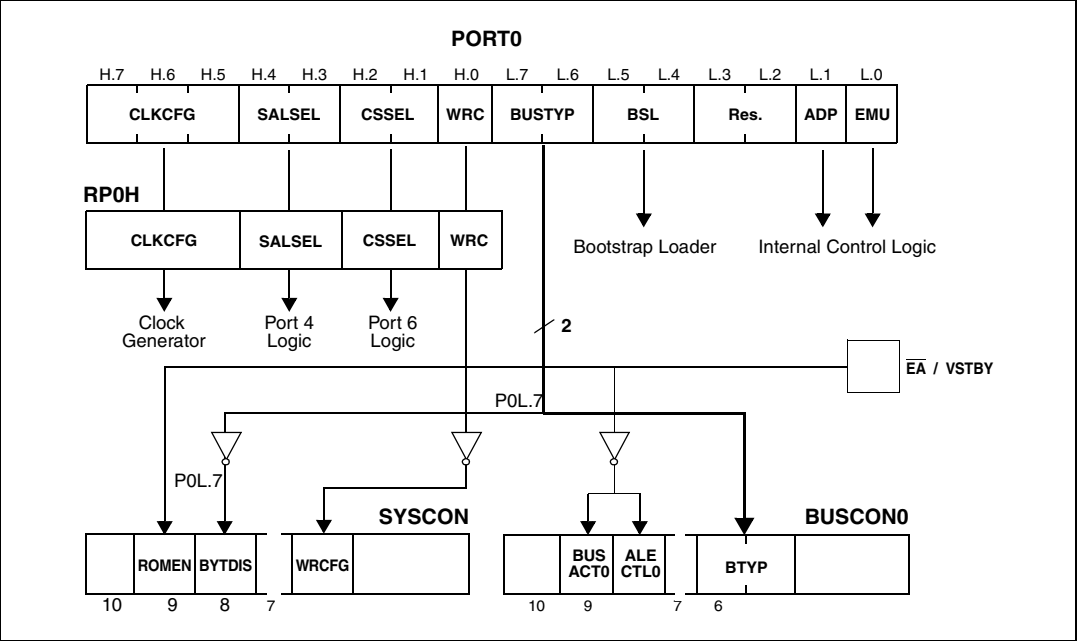 PORT0
H.7 H.6 H.5 H.4 H.3 H.2 H.1 H.0 L.7 L.6 L.5 L.4 L.3 L.2 L.1 L.0
CLKCFG SALSEL CSSEL WRC BUSTYP BSL Res. ADP EMU
RP0H
CLKCFG SALSEL CSSEL WRC
Bootstrap Loader Internal Control Logic
Clock
Generator
Port 4
Logic
Port 6
Logic
2
EA / VSTBY
P0L.7
P0L.7
SYSCON BUSCON0
ROMEN BYTDIS WRCFG
BUS
ACT0
ALE
CTL0
BTYP
10 9 8 7 10 9 7 6